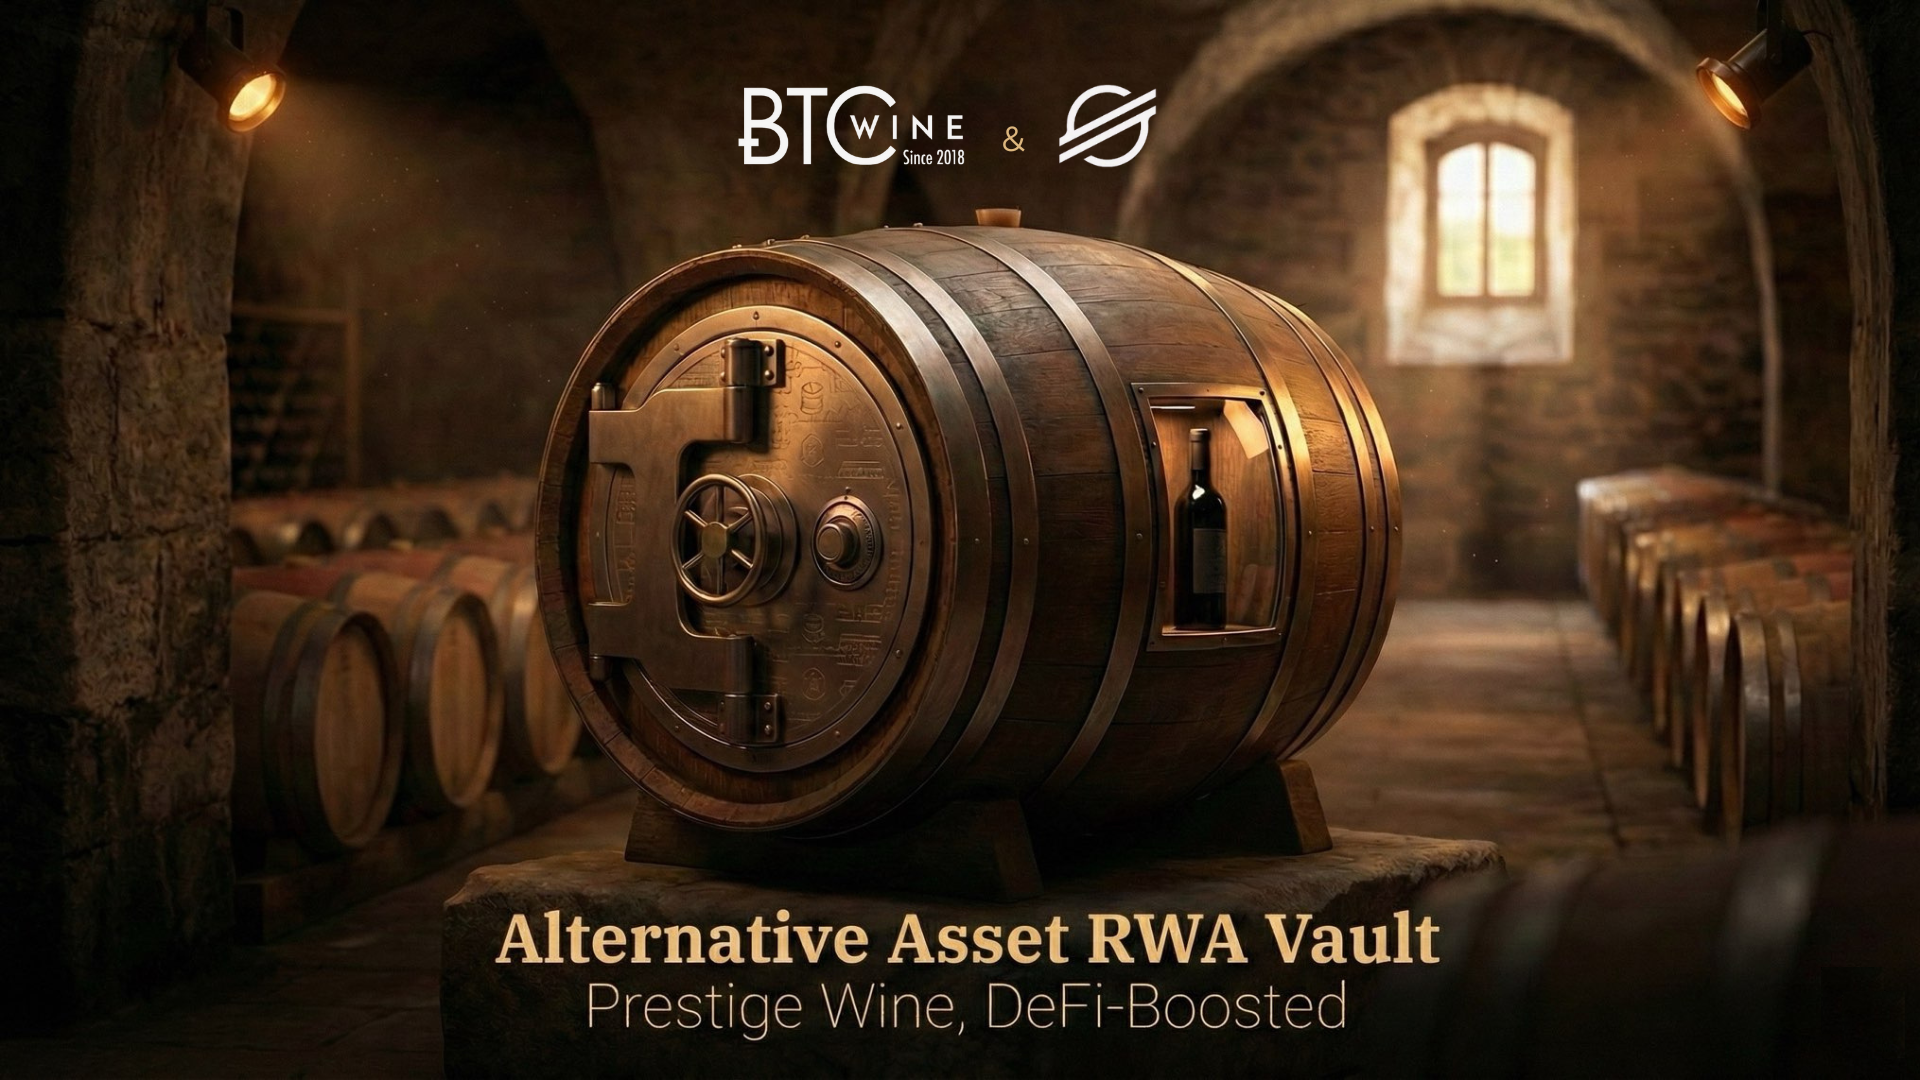 BTC WINE
Since 2018
&
Alternative Asset RWA Vault
Prestige Wine, DeFi-Boosted